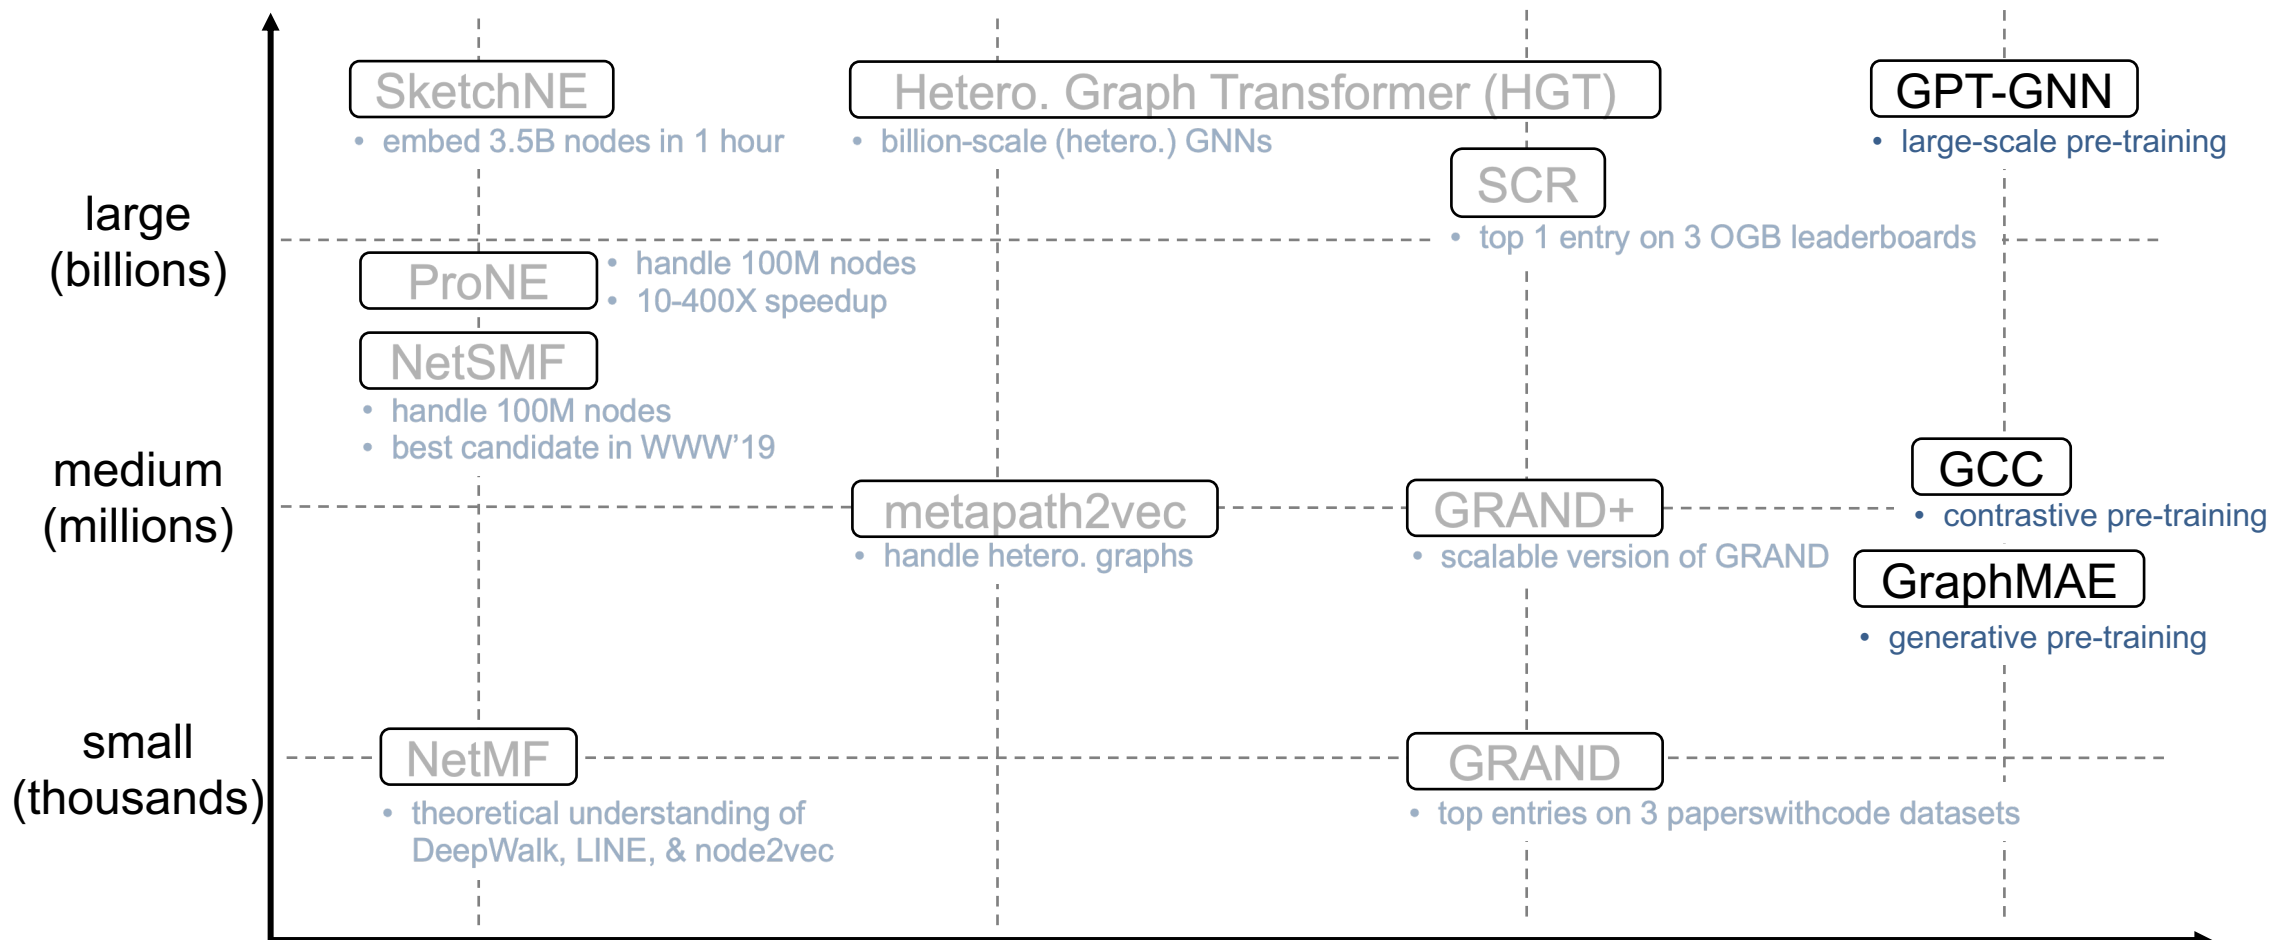 SketchNE
• embed 3.5B nodes in 1 hour
Hetero. Graph Transformer (HGT)
• billion-scale (hetero.) GNNs
GPT-GNN
• large-scale pre-training
SCR
• top 1 entry on 3 OGB leaderboards
large
(billions)
ProNE
• handle 100M nodes
• 10-400X speedup
NetSMF
• handle 100M nodes
• best candidate in WWW’19
medium
(millions)
metapath2vec
• handle hetero. graphs
GRAND+
• scalable version of GRAND
GCC
• contrastive pre-training
GraphMAE
• generative pre-training
small
(thousands)
NetMF
• theoretical understanding of
DeepWalk, LINE, & node2vec
GRAND
• top entries on 3 paperswithcode datasets